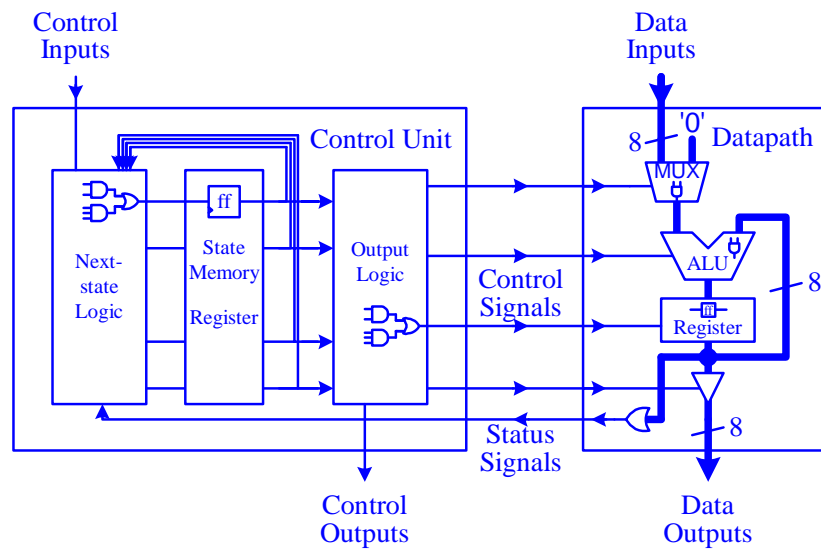 Control
Inputs
Data
Inputs
Control Unit
8
'0'
Datapath
MUX
ff
Next-
state
Logic
State
Memory
Register
Output
Logic
Control
Signals
ALU
8
ff
Register
Status
Signals
8
Control
Outputs
Data
Outputs